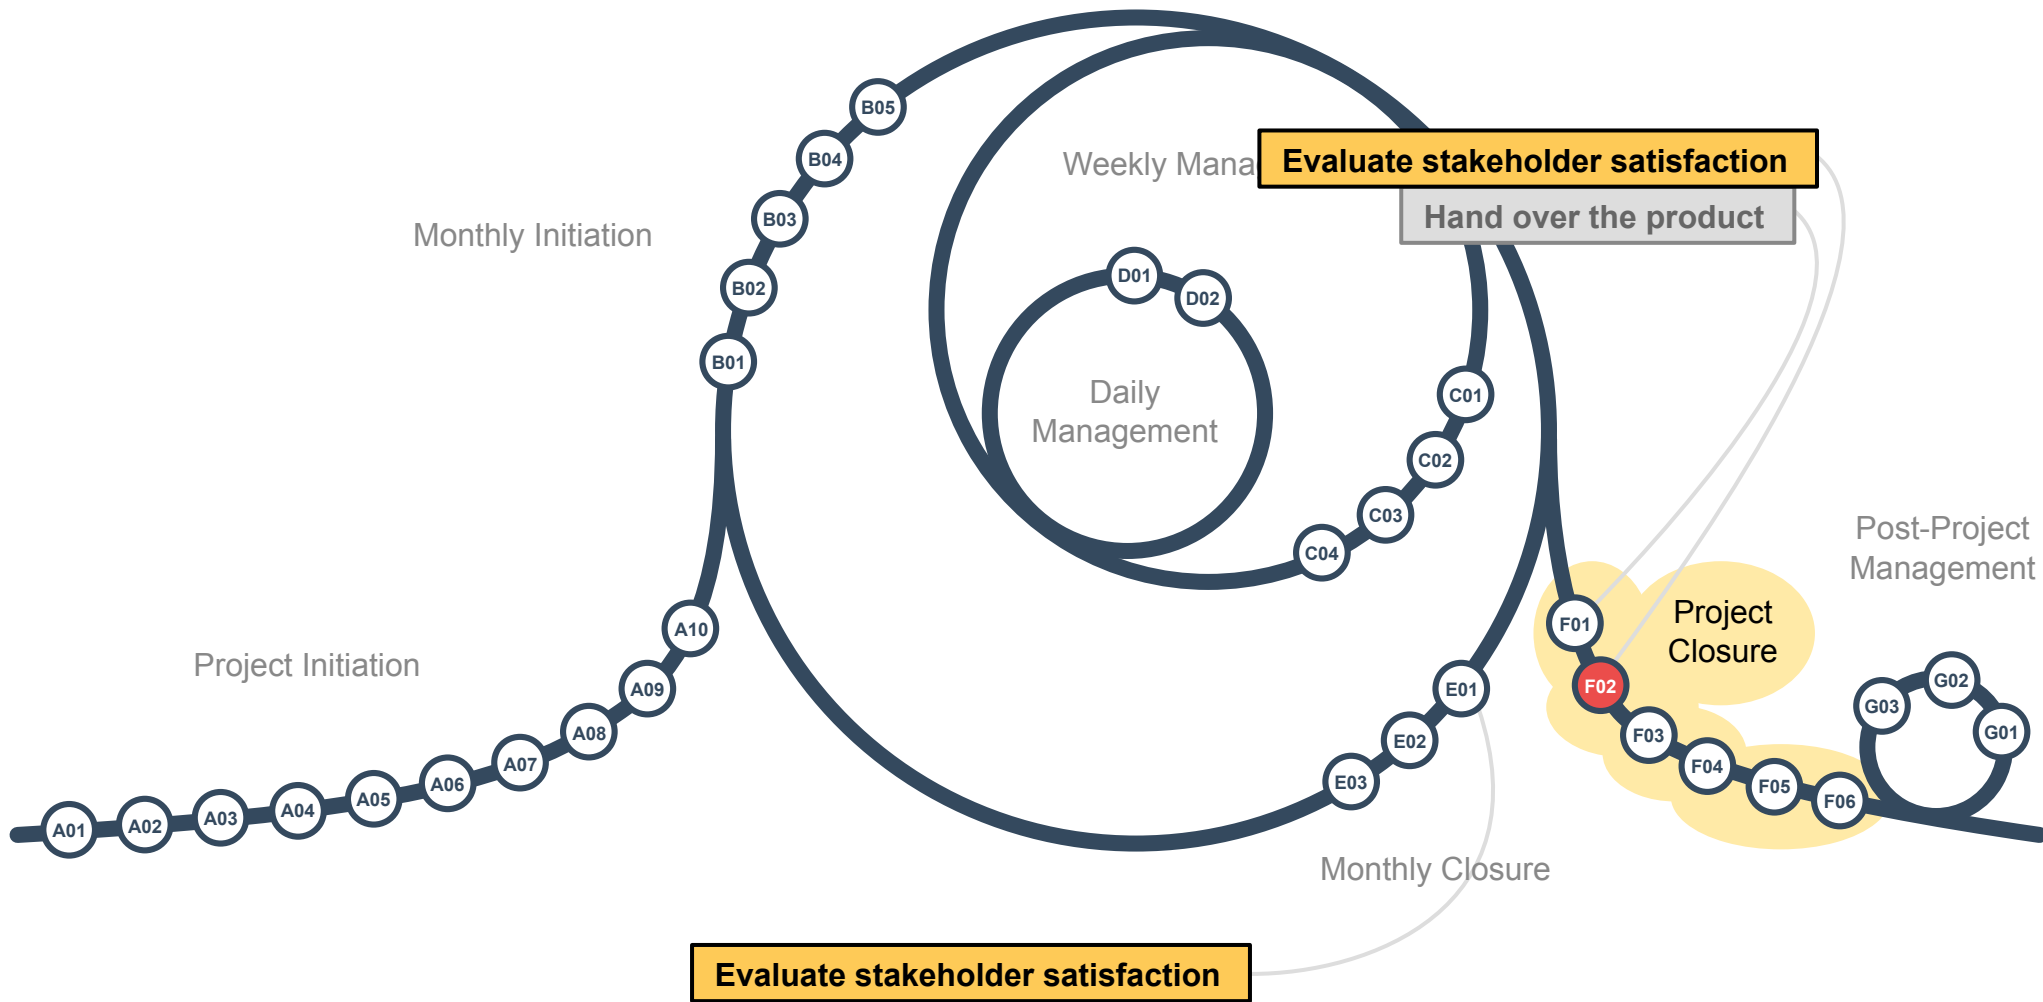 B05
B04
Weekly Mana
Evaluate stakeholder satisfaction
B03
Hand over the product
Monthly Initiation
B02
D01
D02
B01
Daily
Management
C01
C02
C03
C04
Post-Project
Management
A10
F01
Project
Closure
Project Initiation
A09
E01
F02
G02
G03
G01
A08
E02
F03
A07
F04
A06
E03
F05
A05
F06
A04
A03
A02
A01
Monthly Closure
Evaluate stakeholder satisfaction